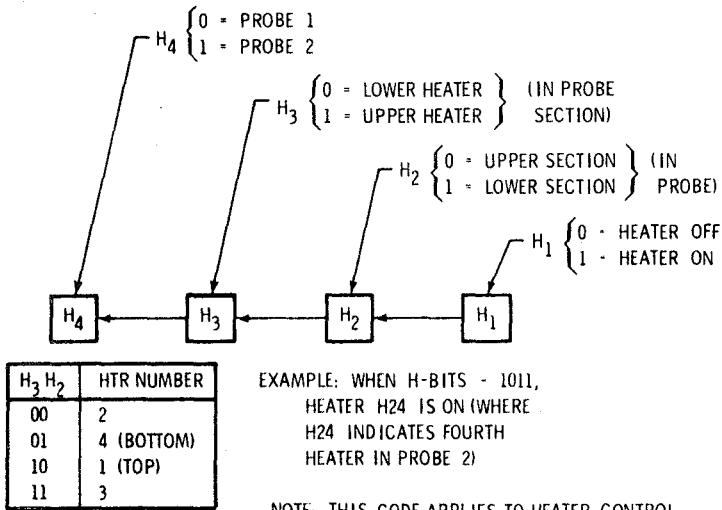 H4 { 0 = PROBE 1
1 = PROBE 2
H3 { 0 = LOWER HEATER } (IN PROBE
1 = UPPER HEATER } SECTION)
H2 { 0 = UPPER SECTION } (IN
1 = LOWER SECTION } PROBE)
H1 { 0 - HEATER OFF
1 - HEATER ON
H4 H3 H2 H1
H3 H2 HTR NUMBER
00 2
01 4 (BOTTOM)
10 1 (TOP)
11 3
EXAMPLE: WHEN H-BITS - 1011,
HEATER H24 IS ON (WHERE
H24 INDICATES FOURTH
HEATER IN PROBE 2)
NOTE: THIS CODE APPLIES TO HEATER CONTROL